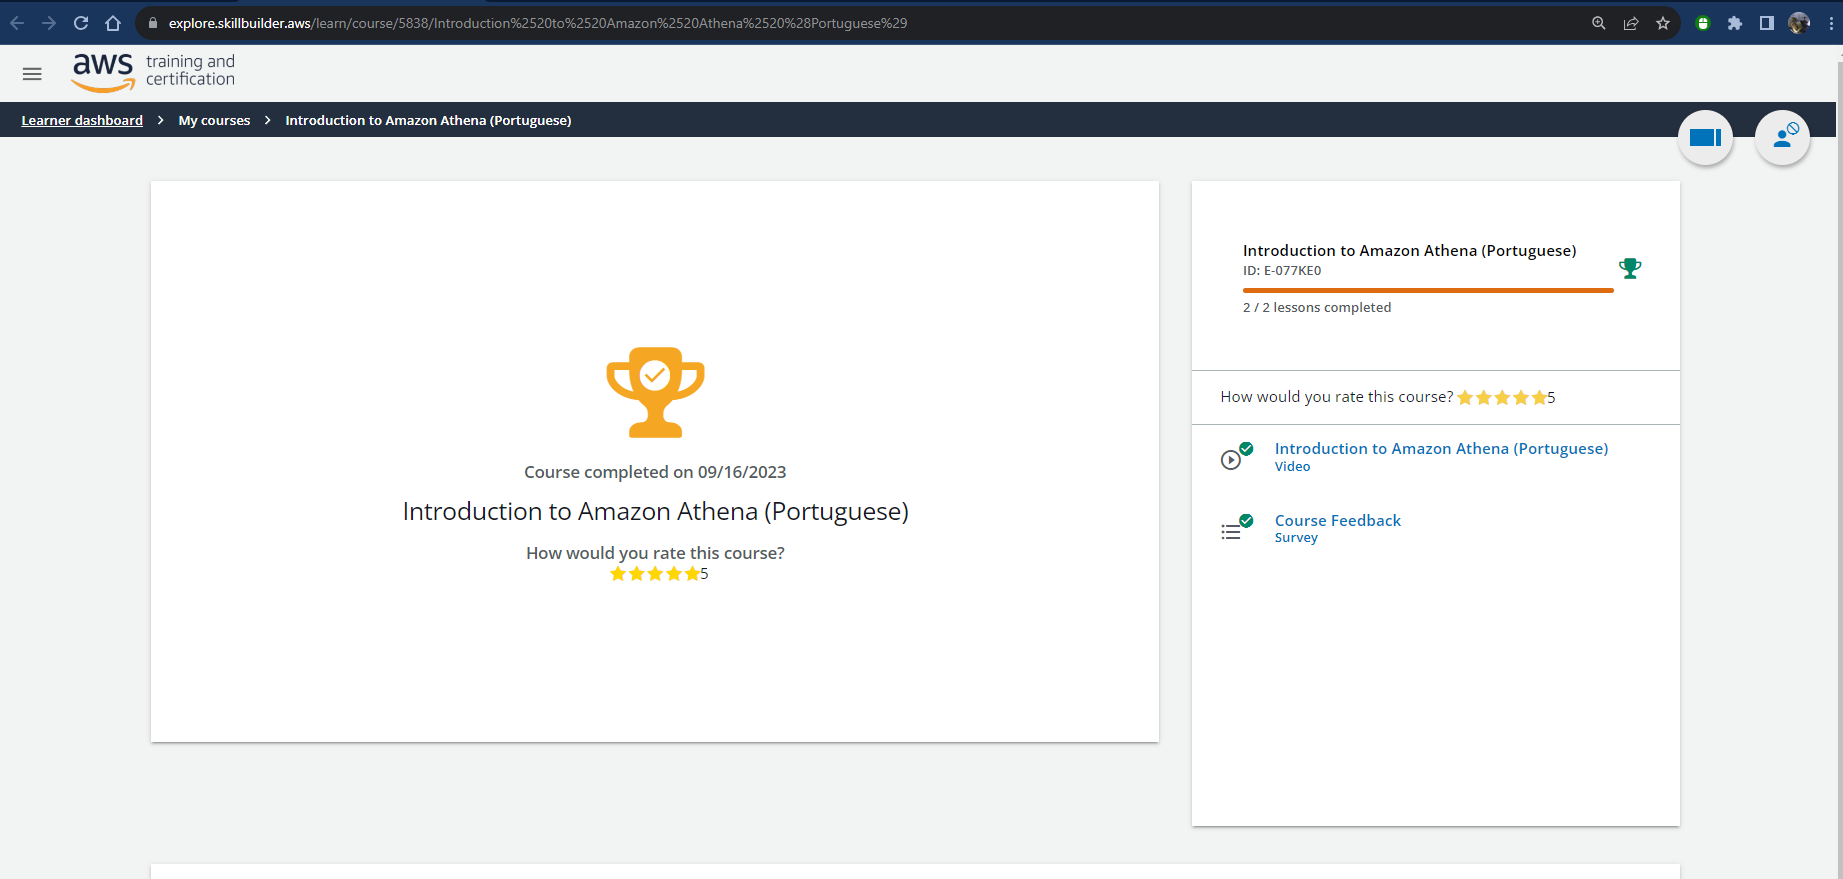 explore.skillbuilder.aws/learn/course/5838/Introduction%2520to%2520Amazon%2520Athena%2520%28Portuguese%29
aws training and certification
Learner dashboard > My courses > Introduction to Amazon Athena (Portuguese)
Course completed on 09/16/2023
Introduction to Amazon Athena (Portuguese)
How would you rate this course?
5
Introduction to Amazon Athena (Portuguese)
ID: E-077KE0
2 / 2 lessons completed
How would you rate this course? 5
Introduction to Amazon Athena (Portuguese)
Video
Course Feedback
Survey